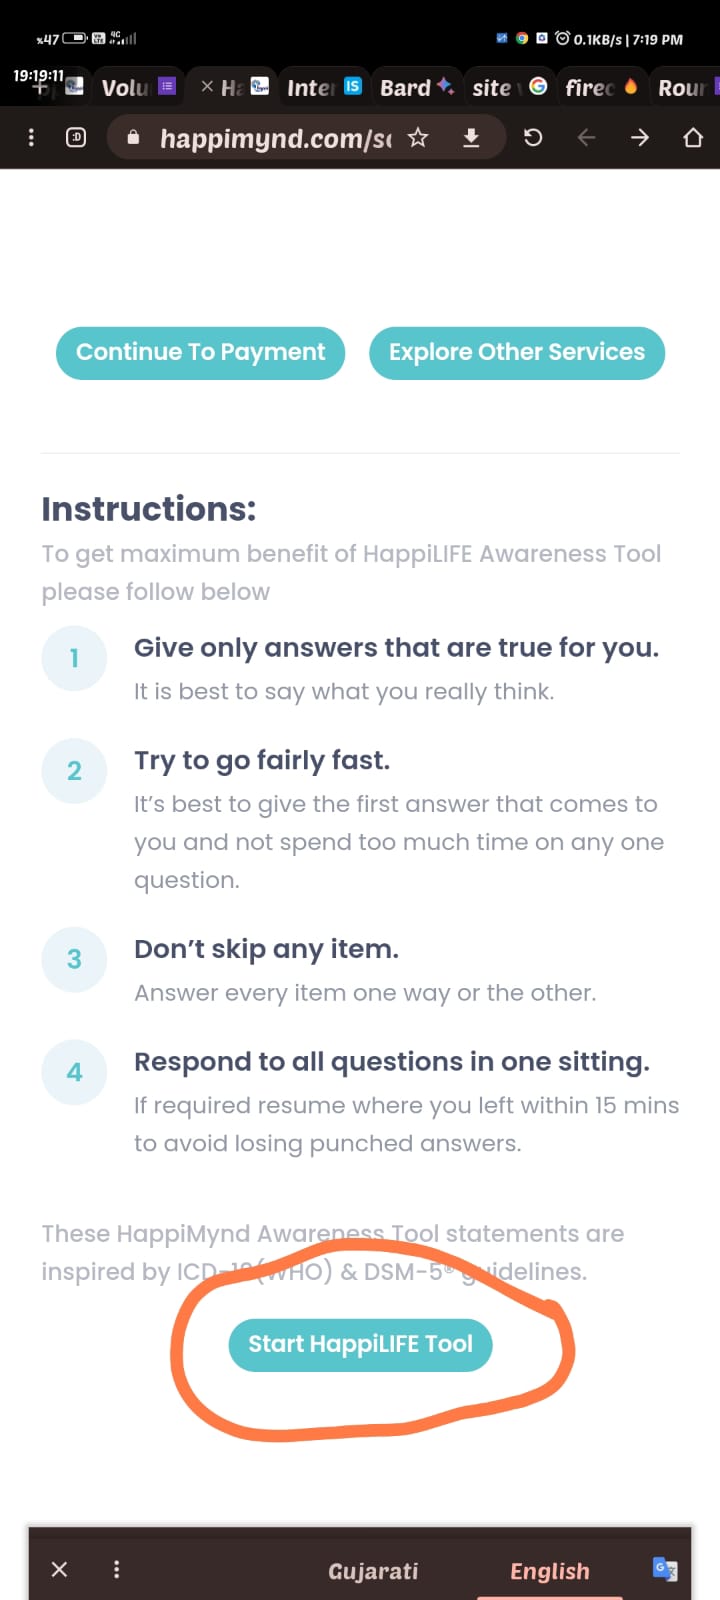 %47 4G 0.1KB/s | 7:19 PM
19:19:11
Volu Ha Inte IS Bard site G firec Rour
:D happimynd.com/s
Continue To Payment Explore Other Services
Instructions:
To get maximum benefit of HappiLIFE Awareness Tool
please follow below
1 Give only answers that are true for you.
It is best to say what you really think.
2 Try to go fairly fast.
It's best to give the first answer that comes to
you and not spend too much time on any one
question.
3 Don't skip any item.
Answer every item one way or the other.
4 Respond to all questions in one sitting.
If required resume where you left within 15 mins
to avoid losing punched answers.
These HappiMynd Awareness Tool statements are
inspired by ICD-10(WHO) & DSM-5® guidelines.
Start HappiLIFE Tool
Gujarati English G